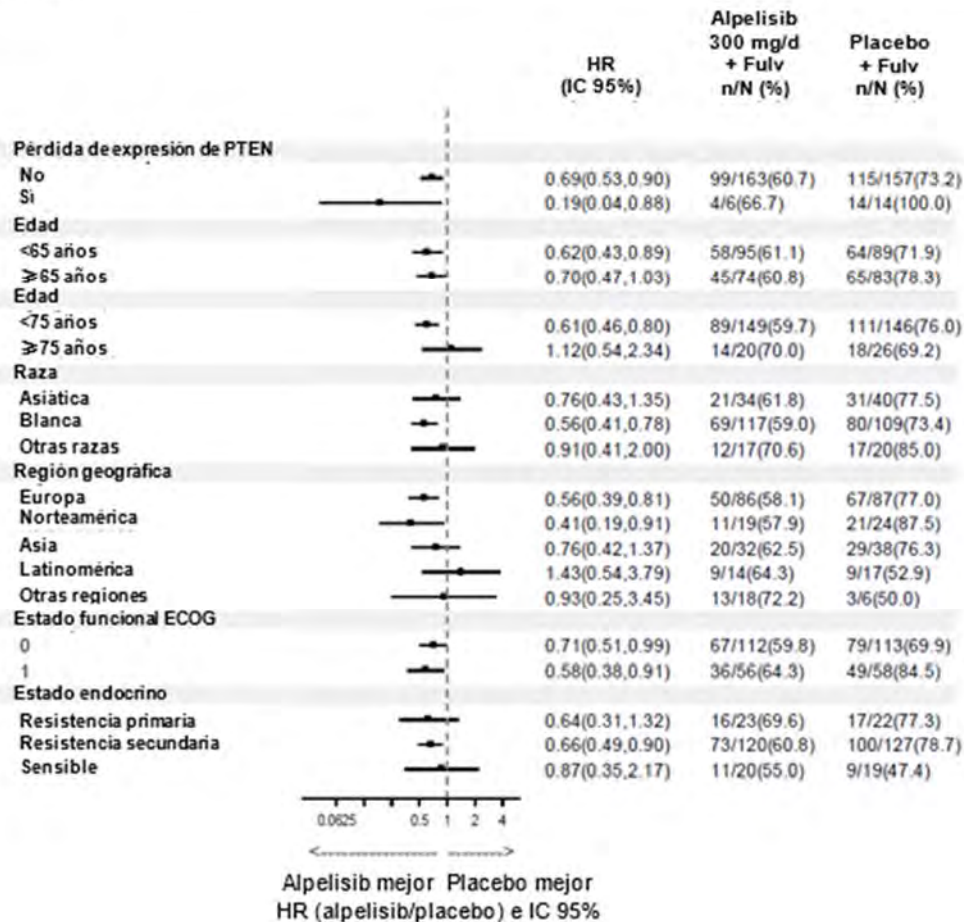 Alpelisib
300 mg/d Placebo
HR + Fulv + Fulv
(IC 95%) n/N (%) n/N (%)
Pérdida de expresión de PTEN
No 0.69(0.53,0.90) 99/163(60.7) 115/157(73.2)
Sì 0.19(0.04,0.88) 4/6(66.7) 14/14(100.0)
Edad
<65 años 0.62(0.43,0.89) 58/95(61.1) 64/89(71.9)
≥65 años 0.70(0.47,1.03) 45/74(60.8) 65/83(78.3)
Edad
<75 años 0.61(0.46,0.80) 89/149(59.7) 111/146(76.0)
≥75 años 1.12(0.54,2.34) 14/20(70.0) 18/26(69.2)
Raza
Asiàtica 0.76(0.43,1.35) 21/34(61.8) 31/40(77.5)
Blanca 0.56(0.41,0.78) 69/117(59.0) 80/109(73.4)
Otras razas 0.91(0.41,2.00) 12/17(70.6) 17/20(85.0)
Región geogràfica
Europa 0.56(0.39,0.81) 50/86(58.1) 67/87(77.0)
Norteamérica 0.41(0.19,0.91) 11/19(57.9) 21/24(87.5)
Asia 0.76(0.42,1.37) 20/32(62.5) 29/38(76.3)
Latinomérica 1.43(0.54,3.79) 9/14(64.3) 9/17(52.9)
Otras regiones 0.93(0.25,3.45) 13/18(72.2) 3/6(50.0)
Estado funcional ECOG
0 0.71(0.51,0.99) 67/112(59.8) 79/113(69.9)
1 0.58(0.38,0.91) 36/56(64.3) 49/58(84.5)
Estado endocrino
Resistencia primaria 0.64(0.31,1.32) 16/23(69.6) 17/22(77.3)
Resistencia secundaria 0.66(0.49,0.90) 73/120(60.8) 100/127(78.7)
Sensible 0.87(0.35,2.17) 11/20(55.0) 9/19(47.4)
0.0625 0.5 1 2 4
Alpelisib mejor Placebo mejor
HR (alpelisib/placebo) e IC 95%